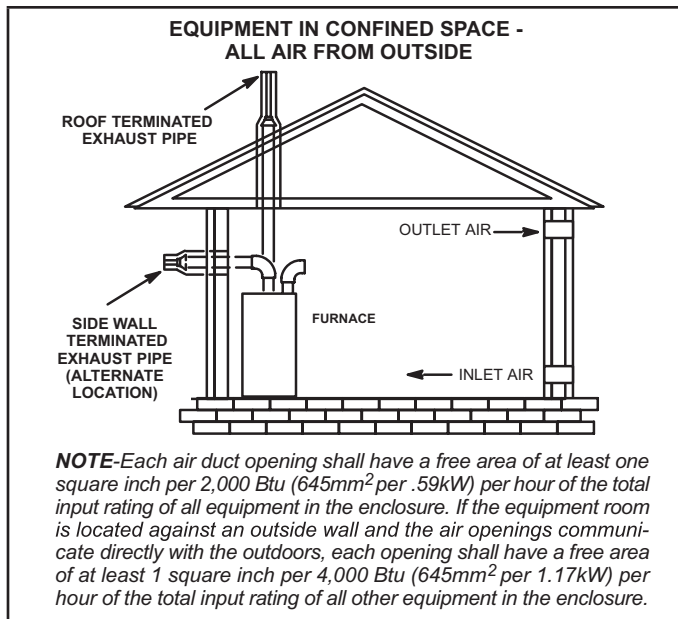 EQUIPMENT IN CONFINED SPACE -
ALL AIR FROM OUTSIDE
ROOF TERMINATED
EXHAUST PIPE
OUTLET AIR
SIDE WALL
TERMINATED
EXHAUST PIPE
(ALTERNATE
LOCATION)
FURNACE
INLET AIR
NOTE-Each air duct opening shall have a free area of at least one
square inch per 2,000 Btu (645mm² per .59kW) per hour of the total
input rating of all equipment in the enclosure. If the equipment room
is located against an outside wall and the air openings communi-
cate directly with the outdoors, each opening shall have a free area
of at least 1 square inch per 4,000 Btu (645mm² per 1.17kW) per
hour of the total input rating of all other equipment in the enclosure.